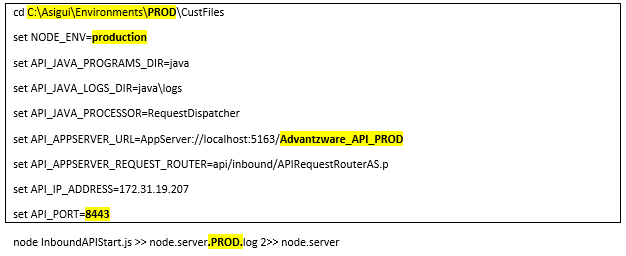 cd C:\Asigui\Environments\PROD\CustFiles
set NODE_ENV=production
set API_JAVA_PROGRAMS_DIR=java
set API_JAVA_LOGS_DIR=java\logs
set API_JAVA_PROCESSOR=RequestDispatcher
set API_APPSERVER_URL=AppServer://localhost:5163/Advantzware_API_PROD
set API_APPSERVER_REQUEST_ROUTER=api/inbound/APIRequestRouterAS.p
set API_IP_ADDRESS=172.31.19.207
set API_PORT=8443
node InboundAPIStart.js >> node.server.PROD.log 2>> node.server